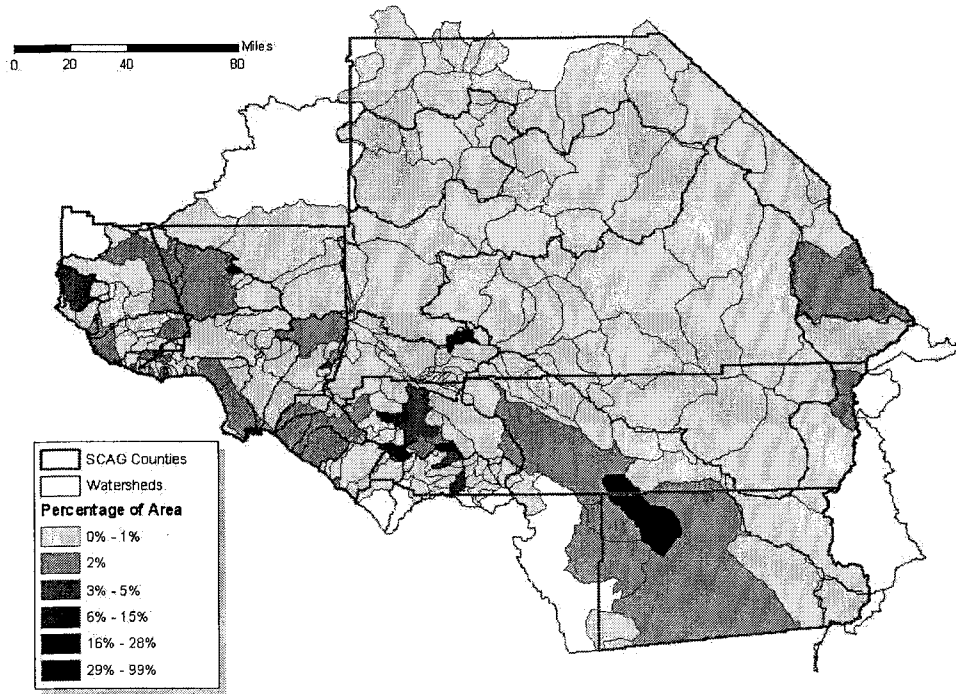 Miles
0 20 40 80
SCAG Counties
Watersheds
Percentage of Area
0% - 1%
2%
3% - 5%
6% - 15%
16% - 28%
29% - 99%